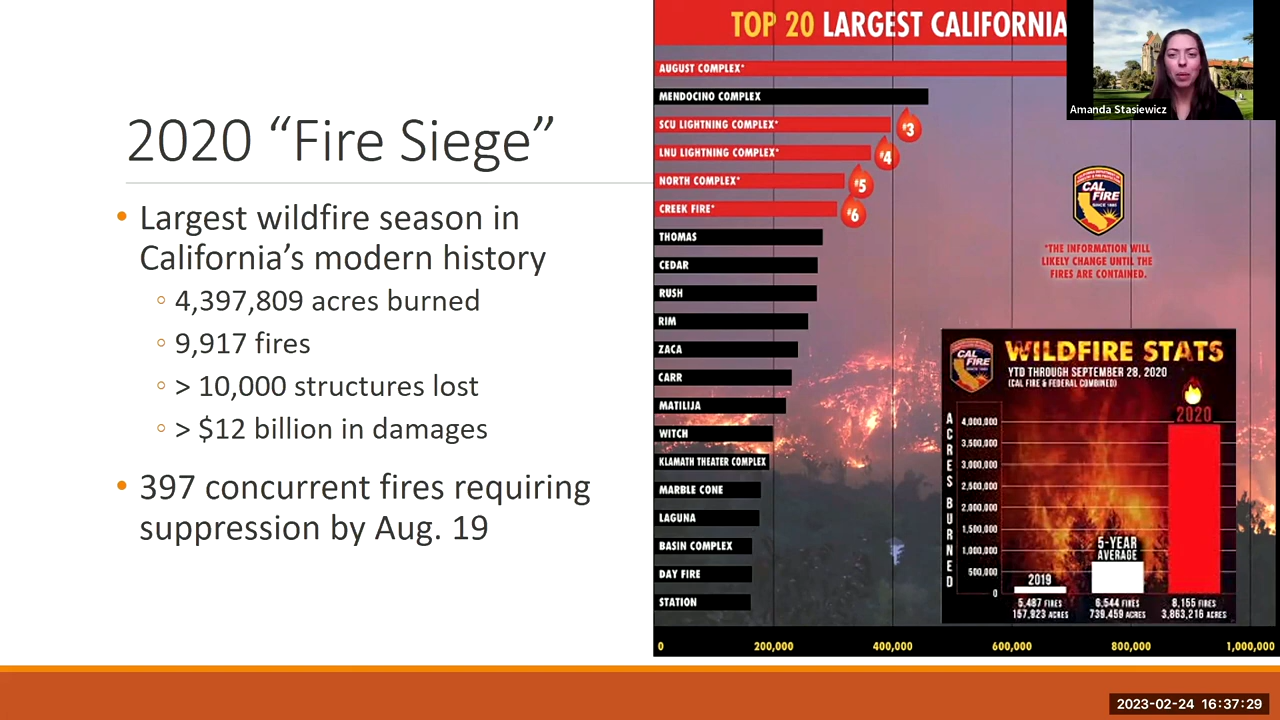 2020 “Fire Siege”
• Largest wildfire season in
California’s modern history
◦ 4,397,809 acres burned
◦ 9,917 fires
◦ > 10,000 structures lost
◦ > $12 billion in damages
• 397 concurrent fires requiring
suppression by Aug. 19
TOP 20 LARGEST CALIFORNIA
AUGUST COMPLEX*
MENDOCINO COMPLEX
SCU LIGHTNING COMPLEX*
#3
LNU LIGHTNING COMPLEX*
#4
NORTH COMPLEX*
#5
CREEK FIRE*
#6
THOMAS
CEDAR
RUSH
RIM
ZACA
CARR
MATILIJA
WITCH
KLAMATH THEATER COMPLEX
MARBLE CONE
LAGUNA
BASIN COMPLEX
DAY FIRE
STATION
0 200,000 400,000 600,000 800,000 1,000,000
Amanda Stasiewicz
CAL
FIRE
SINCE 1885
*THE INFORMATION WILL
LIKELY CHANGE UNTIL THE
FIRES ARE CONTAINED.
CAL
FIRE
WILDFIRE STATS
YTD THROUGH SEPTEMBER 28, 2020
(CAL FIRE & FEDERAL COMBINED)
ACRES BURNED
4,000,000
3,500,000
3,000,000
2,500,000
2,000,000
1,500,000
1,000,000
500,000
0
2019
5-YEAR
AVERAGE
2020
5,487 FIRES
157,923 ACRES
6,544 FIRES
739,459 ACRES
8,155 FIRES
3,863,216 ACRES
2023-02-24 16:37:29